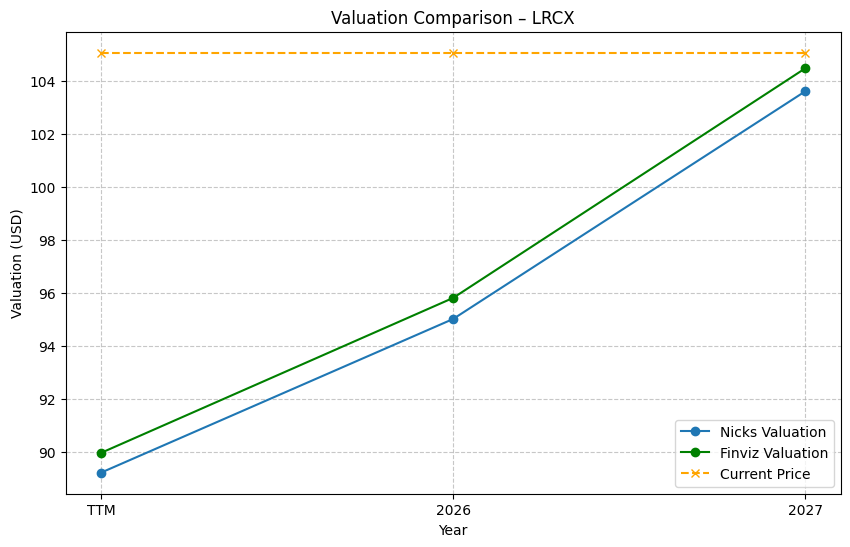 Valuation Comparison – LRCX
Valuation (USD)
104
102
100
98
96
94
92
90
TTM
2026
2027
Year
Nicks Valuation
Finviz Valuation
Current Price